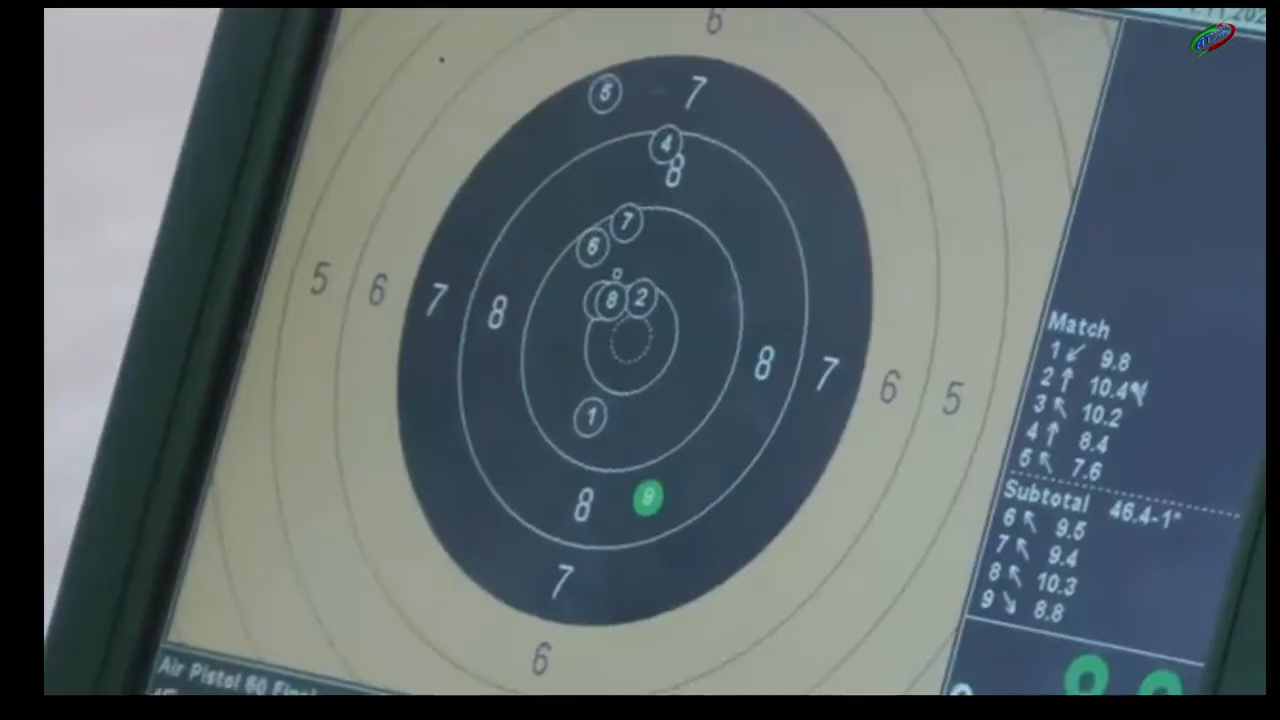 6
5
7
4
8
7
6
8
2
5
6
7
8
8
7
6
5
1
9
8
7
6
Match
1 ↙ 9.8
2 ↑ 10.4*
3 ↖ 10.2
4 ↑ 8.4
5 ↖ 7.6
Subtotal 46.4-1*
6 ↖ 9.5
7 ↖ 9.4
8 ↖ 10.3
9 ↘ 8.8
Air Pistol 60